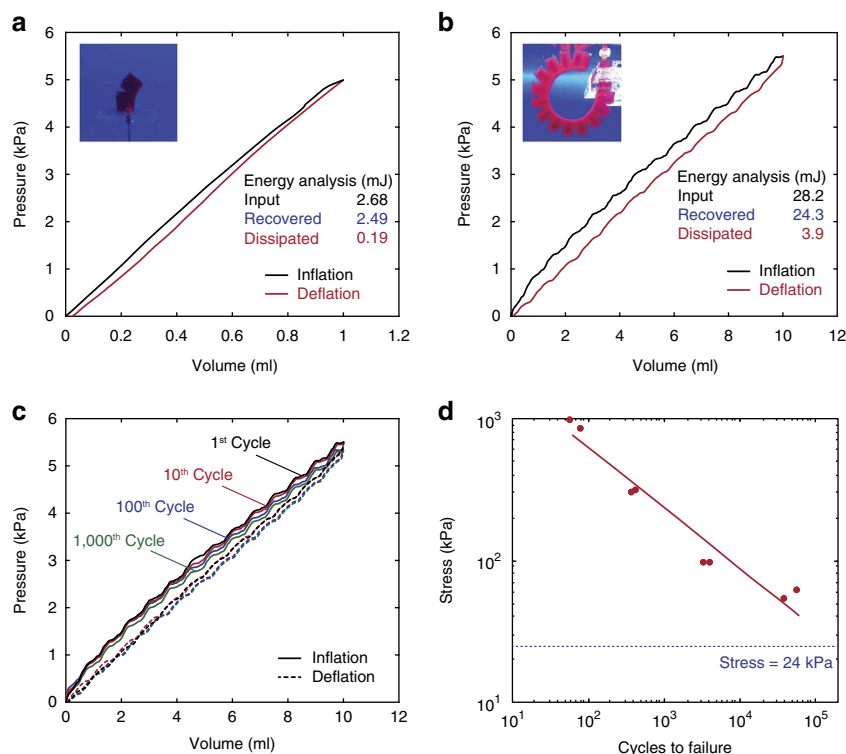 a
Pressure (kPa)
6
5
4
3
2
1
0
0
0.2
0.4
0.6
0.8
1
1.2
Volume (ml)
Energy analysis (mJ)
Input 2.68
Recovered 2.49
Dissipated 0.19
Inflation
Deflation
b
Pressure (kPa)
6
5
4
3
2
1
0
0
2
4
6
8
10
12
Volume (ml)
Energy analysis (mJ)
Input 28.2
Recovered 24.3
Dissipated 3.9
Inflation
Deflation
c
Pressure (kPa)
6
5
4
3
2
1
0
0
2
4
6
8
10
12
Volume (ml)
1st Cycle
10th Cycle
100th Cycle
1,000th Cycle
Inflation
Deflation
d
Stress (kPa)
10³
10²
10¹
10¹
10²
10³
10⁴
10⁵
Cycles to failure
Stress = 24 kPa